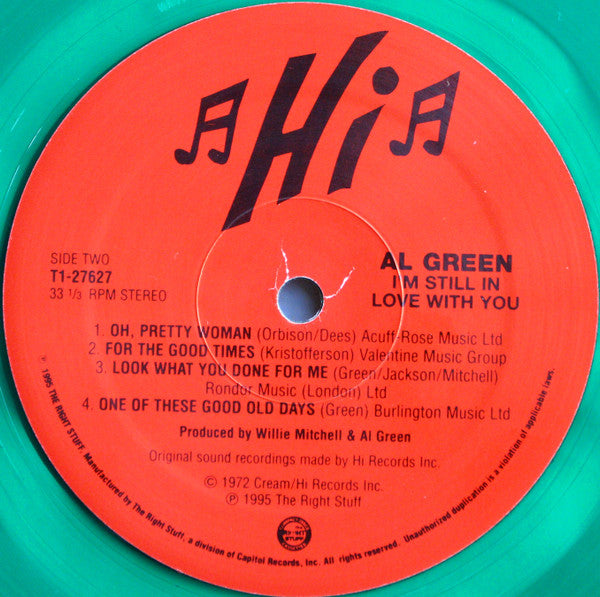 Hi
SIDE TWO
T1-27627
33 1/3 RPM STEREO
AL GREEN
I'M STILL IN
LOVE WITH YOU
1. OH, PRETTY WOMAN (Orbison/Dees) Acuff-Rose Music Ltd
2. FOR THE GOOD TIMES (Kristofferson) Valentine Music Group
3. LOOK WHAT YOU DONE FOR ME (Green/Jackson/Mitchell)
Rondor Music (London) Ltd
4. ONE OF THESE GOOD OLD DAYS (Green) Burlington Music Ltd
Produced by Willie Mitchell & Al Green
Original sound recordings made by Hi Records Inc.
© 1972 Cream/Hi Records Inc.
℗ 1995 The Right Stuff
℗ 1995 THE RIGHT STUFF. Manufactured by The Right Stuff, a division of Capitol Records, Inc. All rights reserved. Unauthorized duplication is a violation of applicable laws.